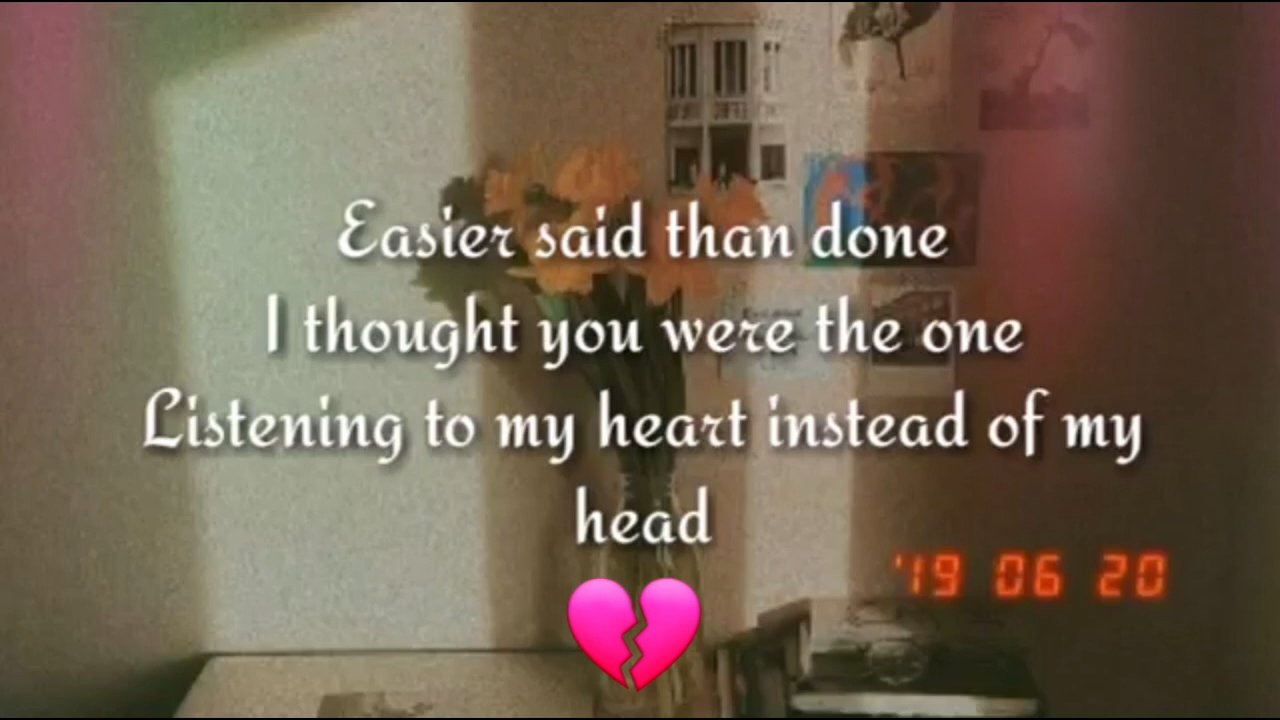 Easier said than done
I thought you were the one
Listening to my heart instead of my
head
'19 06 20